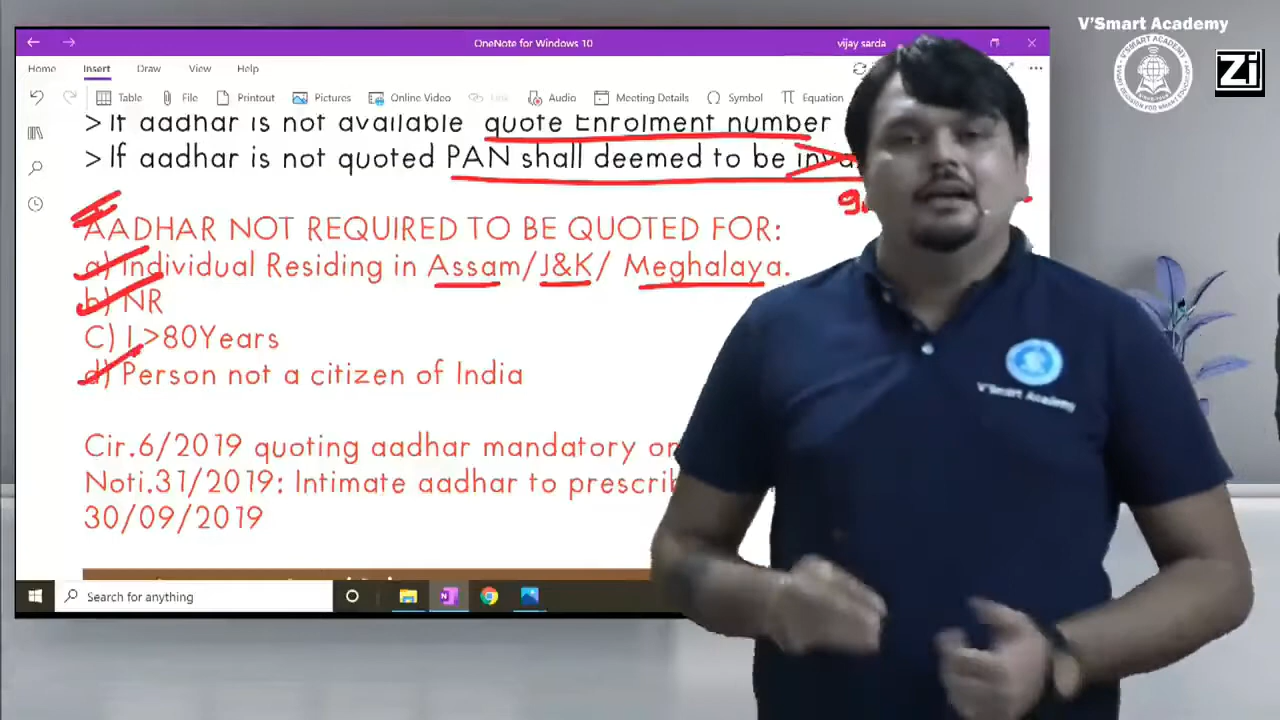 V'Smart Academy
OneNote for Windows 10
vijay sarda
Home Insert Draw View Help
Table File Printout Pictures Online Video Link Audio Meeting Details Symbol Equation
>If aadhar is not available quote Enrolment number
>If aadhar is not quoted PAN shall deemed to be
AADHAR NOT REQUIRED TO BE QUOTED FOR:
a) Individual Residing in Assam/J&K/ Meghalaya.
b) NR
C) I >80Years
d) Person not a citizen of India
Cir.6/2019 quoting aadhar mandatory
Noti.31/2019: Intimate aadhar to
30/09/2019
Search for anything
V'SMART ACADEMY
Zi
V'Smart Academy